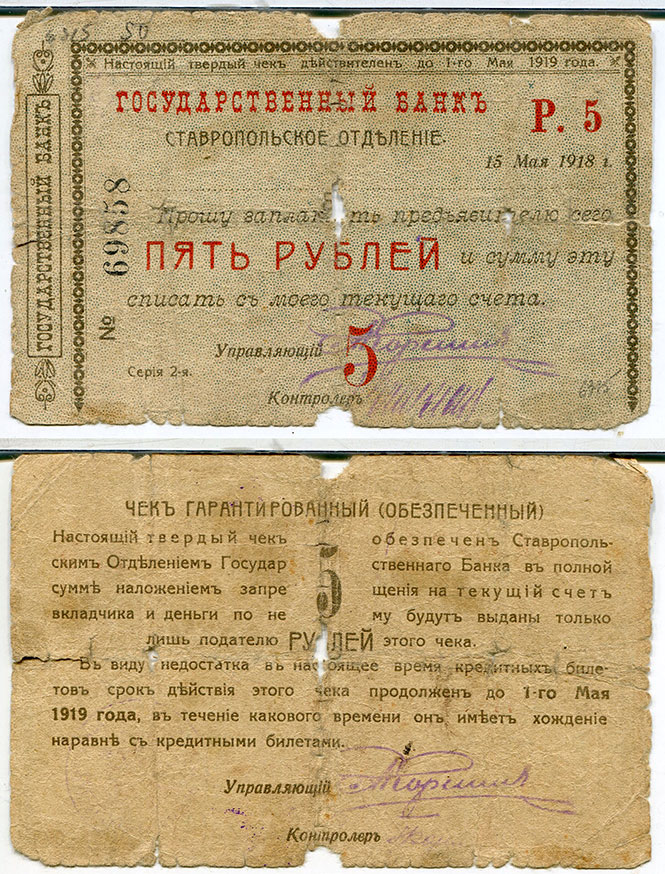 6815 50
Настоящій твердый чекъ дѣйствителенъ до 1-го Мая 1919 года.
ГОСУДАРСТВЕННЫЙ БАНКЪ
ГОСУДАРСТВЕННЫЙ БАНКЪ
Р. 5
СТАВРОПОЛЬСКОЕ ОТДѢЛЕНІЕ.
15 Мая 1918 г.
№ 69858
Прошу заплатить предъявителю сего
ПЯТЬ РУБЛЕЙ и сумму эту
списать съ моего текущаго счета.
Управляющій
5
Серія 2-я.
Контролеръ
ЧЕКЪ ГАРАНТИРОВАННЫЙ (ОБЕЗПЕЧЕННЫЙ)
Настоящій твердый чекъ обезпеченъ Ставрополь-
скимъ Отдѣленіемъ Государ ственнаго Банка въ полной
суммѣ наложеніемъ запре щенія на текущій счетъ
вкладчика и деньги по не му будутъ выданы только
5
лишь подателю РУБЛЕЙ этого чека.
Въ виду недостатка въ настоящее время кредитныхъ биле-
товъ срокъ дѣйствія этого чека продолженъ до 1-го Мая
1919 года, въ теченіе какового времени онъ имѣетъ хожденіе
наравнѣ съ кредитными билетами.
Управляющій
Контролеръ